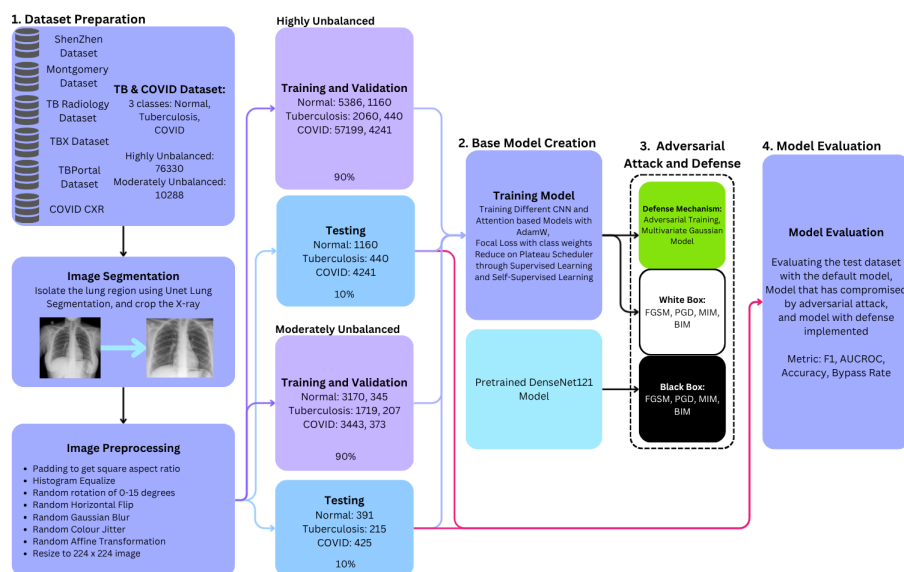 1. Dataset Preparation
ShenZhen
Dataset
Montgomery
Dataset
TB Radiology
Dataset
TBX Dataset
TBPortal
Dataset
COVID CXR
TB & COVID Dataset:
3 classes: Normal,
Tuberculosis,
COVID
Highly Unbalanced:
76330
Moderately Unbalanced:
10288
Image Segmentation
Isolate the lung region using Unet Lung
Segmentation, and crop the X-ray
Image Preprocessing
• Padding to get square aspect ratio
• Histogram Equalize
• Random rotation of 0-15 degrees
• Random Horizontal Flip
• Random Gaussian Blur
• Random Colour Jitter
• Random Affine Transformation
• Resize to 224 x 224 image
Highly Unbalanced
Training and Validation
Normal: 5386, 1160
Tuberculosis: 2060, 440
COVID: 57199, 4241
90%
Testing
Normal: 1160
Tuberculosis: 440
COVID: 4241
10%
Moderately Unbalanced
Training and Validation
Normal: 3170, 345
Tuberculosis: 1719, 207
COVID: 3443, 373
90%
Testing
Normal: 391
Tuberculosis: 215
COVID: 425
10%
2. Base Model Creation
Training Model
Training Different CNN and
Attention based Models with
AdamW,
Focal Loss with class weights
Reduce on Plateau Scheduler
through Supervised Learning
and Self-Supervised Learning
Pretrained DenseNet121
Model
3. Adversarial
Attack and Defense
Defense Mechanism:
Adversarial Training,
Multivariate Gaussian
Model
White Box:
FGSM, PGD, MIM,
BIM
Black Box:
FGSM, PGD, MIM,
BIM
4. Model Evaluation
Model Evaluation
Evaluating the test dataset
with the default model,
Model that has compromised
by adversarial attack,
and model with defense
implemented
Metric: F1, AUCROC,
Accuracy, Bypass Rate